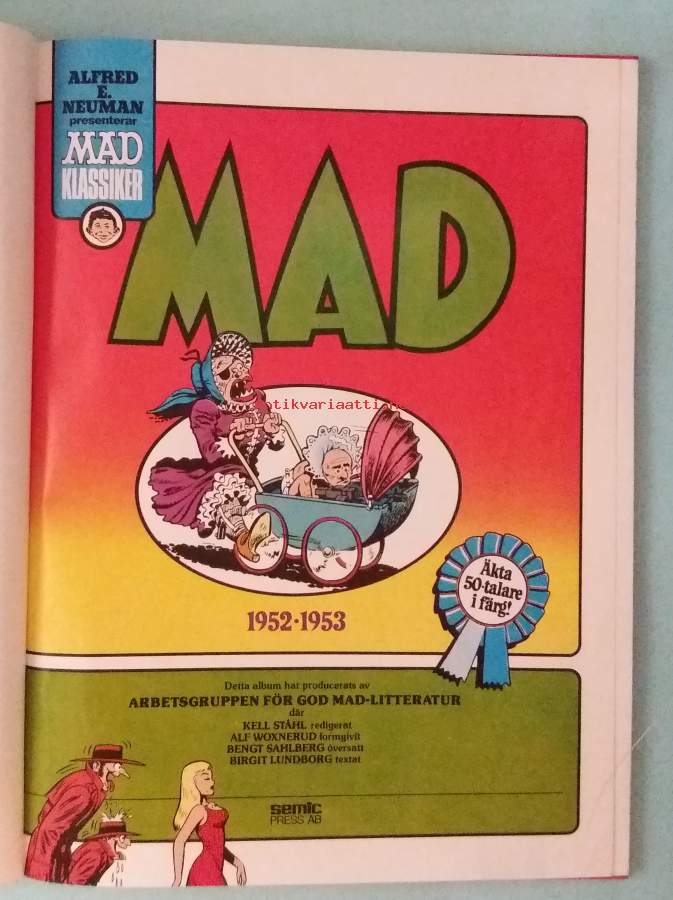 ALFRED
E.
NEUMAN
presenterar
MAD
KLASSIKER
MAD
1952·1953
Äkta
50-talare
i färg!
Detta album har producerats av
ARBETSGRUPPEN FÖR GOD MAD-LITTERATUR
där
KELL STÅHL redigerat
ALF WOXNERUD formgivit
BENGT SAHLBERG översatt
BIRGIT LUNDBORG textat
semic
PRESS AB